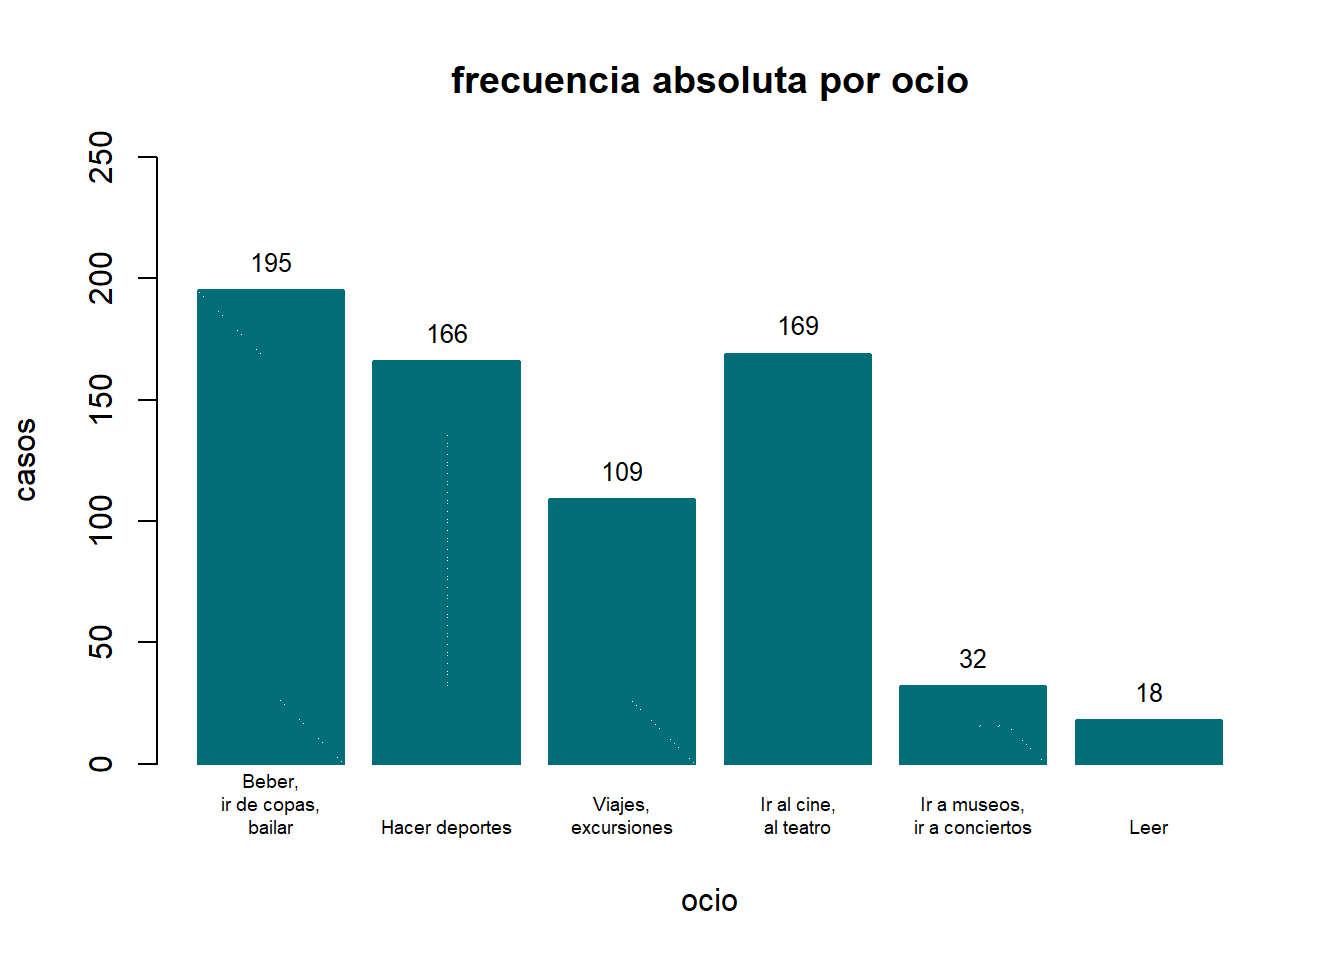 frecuencia absoluta por ocio
250
200
150
100
50
0
casos
195
166
109
169
32
18
Beber,
ir de copas,
bailar
Hacer deportes
Viajes,
excursiones
Ir al cine,
al teatro
Ir a museos,
ir a conciertos
Leer
ocio